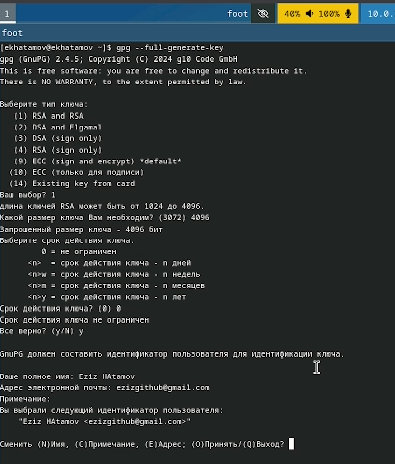 1 foot 40% 100% 10.0.
foot
[ekhatamov@ekhatamov ~]$ gpg --full-generate-key
gpg (GnuPG) 2.4.5; Copyright (C) 2024 g10 Code GmbH
This is free software: you are free to change and redistribute it.
There is NO WARRANTY, to the extent permitted by law.
Выберите тип ключа:
(1) RSA and RSA
(2) DSA and Elgamal
(3) DSA (sign only)
(4) RSA (sign only)
(9) ECC (sign and encrypt) *default*
(10) ECC (только для подписи)
(14) Existing key from card
Ваш выбор? 1
длина ключей RSA может быть от 1024 до 4096.
Какой размер ключа Вам необходим? (3072) 4096
Запрошенный размер ключа - 4096 бит
Выберите срок действия ключа.
0 = не ограничен
<n> = срок действия ключа - n дней
<n>w = срок действия ключа - n недель
<n>m = срок действия ключа - n месяцев
<n>y = срок действия ключа - n лет
Срок действия ключа? (0) 0
Срок действия ключа не ограничен
Все верно? (y/N) y
GnuPG должен составить идентификатор пользователя для идентификации ключа.
Ваше полное имя: Eziz HAtamov
Адрес электронной почты: ezizgithub@gmail.com
Примечание:
Вы выбрали следующий идентификатор пользователя:
"Eziz HAtamov <ezizgithub@gmail.com>"
Сменить (N)Имя, (C)Примечание, (E)Адрес; (O)Принять/(Q)Выход?